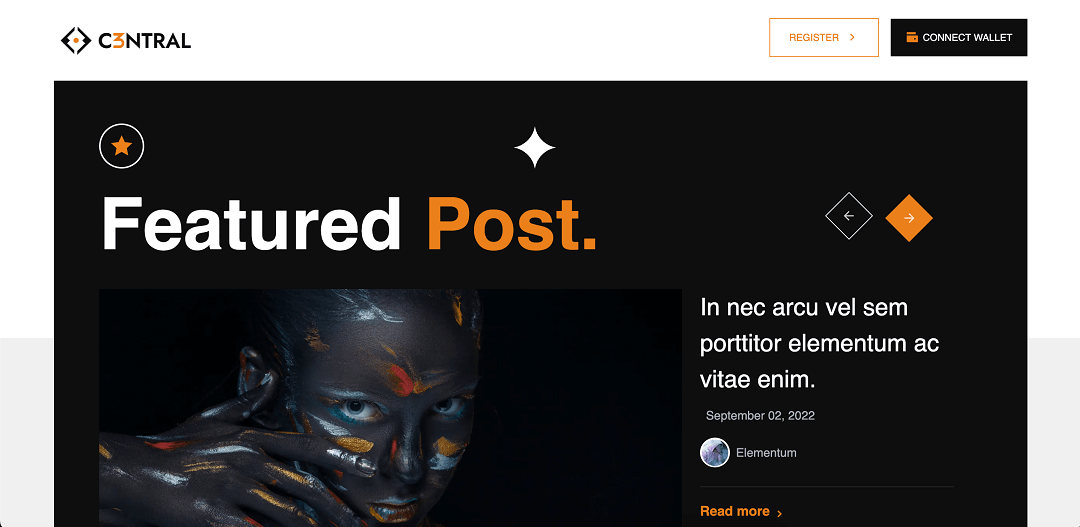 C3NTRAL
REGISTER
CONNECT WALLET
Featured Post.
In nec arcu vel sem
porttitor elementum ac
vitae enim.
September 02, 2022
Elementum
Read more